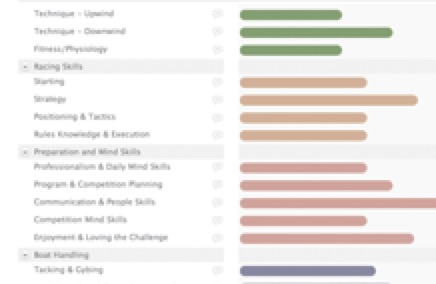 Technique - Upwind
Technique - Downwind
Fitness/Physiology
Racing Skills
Starting
Strategy
Positioning & Tactics
Rules Knowledge & Execution
Preparation and Mind Skills
Professionalism & Daily Mind Skills
Program & Competition Planning
Communication & People Skills
Competition Mind Skills
Enjoyment & Loving the Challenge
Boat Handling
Tacking & Gybing